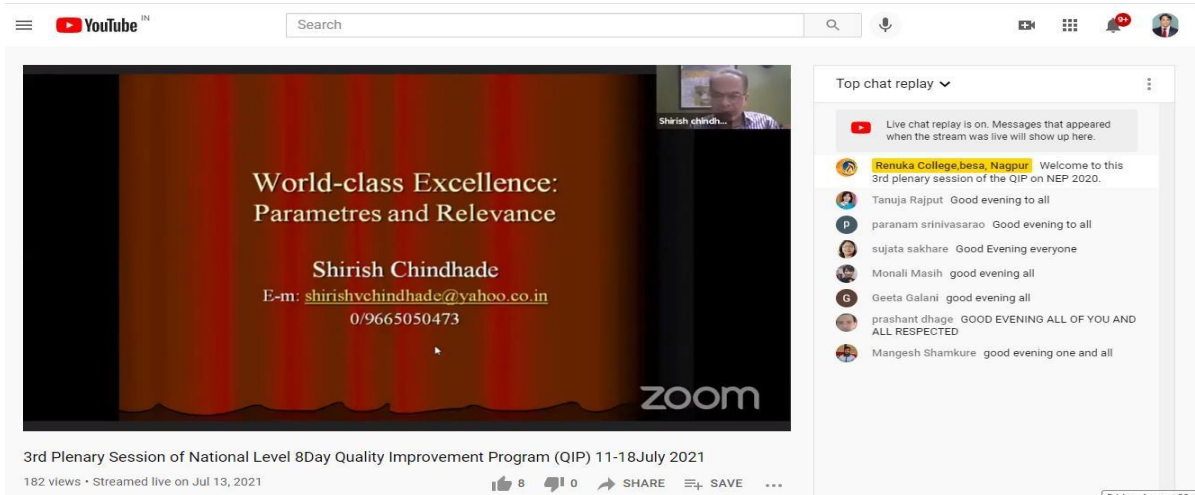 YouTube IN
Search
9+
Shirish chindh...
World-class Excellence:
Parametres and Relevance
Shirish Chindhade
E-m: shirishvchindhade@yahoo.co.in
0/9665050473
zoom
3rd Plenary Session of National Level 8Day Quality Improvement Program (QIP) 11-18July 2021
182 views • Streamed live on Jul 13, 2021
8 0 SHARE SAVE ...
Top chat replay
Live chat replay is on. Messages that appeared
when the stream was live will show up here.
Renuka College,besa, Nagpur Welcome to this
3rd plenary session of the QIP on NEP 2020.
Tanuja Rajput Good evening to all
P paranam srinivasarao Good evening to all
sujata sakhare Good Evening everyone
Monali Masih good evening all
G Geeta Galani good evening all
prashant dhage GOOD EVENING ALL OF YOU AND
ALL RESPECTED
Mangesh Shamkure good evening one and all